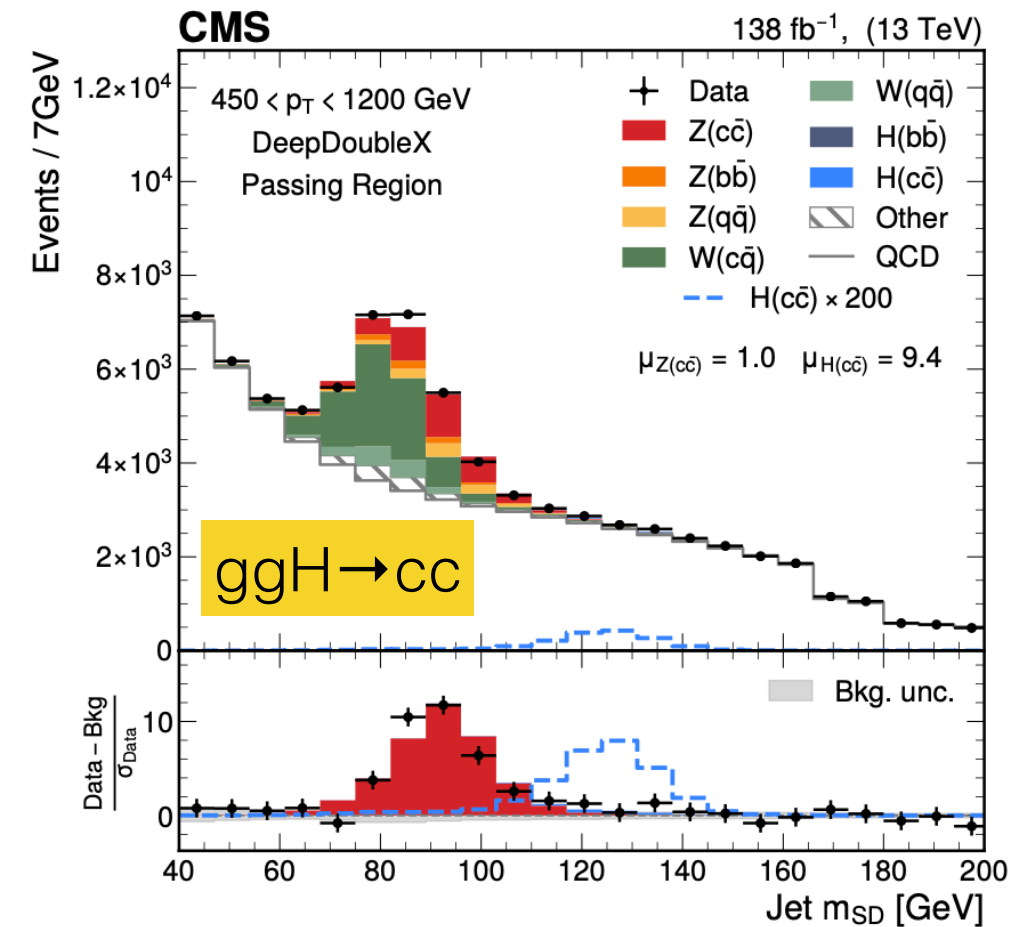 CMS
138 fb⁻¹, (13 TeV)
Events / 7GeV
1.2×10⁴
10⁴
8×10³
6×10³
4×10³
2×10³
0
450 < p_T < 1200 GeV
DeepDoubleX
Passing Region
Data
Z(cc̄)
Z(bb̄)
Z(qq̄)
W(cq̄)
W(qq̄)
H(bb̄)
H(cc̄)
Other
QCD
H(cc̄) × 200
μ_Z(cc̄) = 1.0 μ_H(cc̄) = 9.4
ggH→cc
Data − Bkg
σ_Data
10
0
Bkg. unc.
40 60 80 100 120 140 160 180 200
Jet m_SD [GeV]